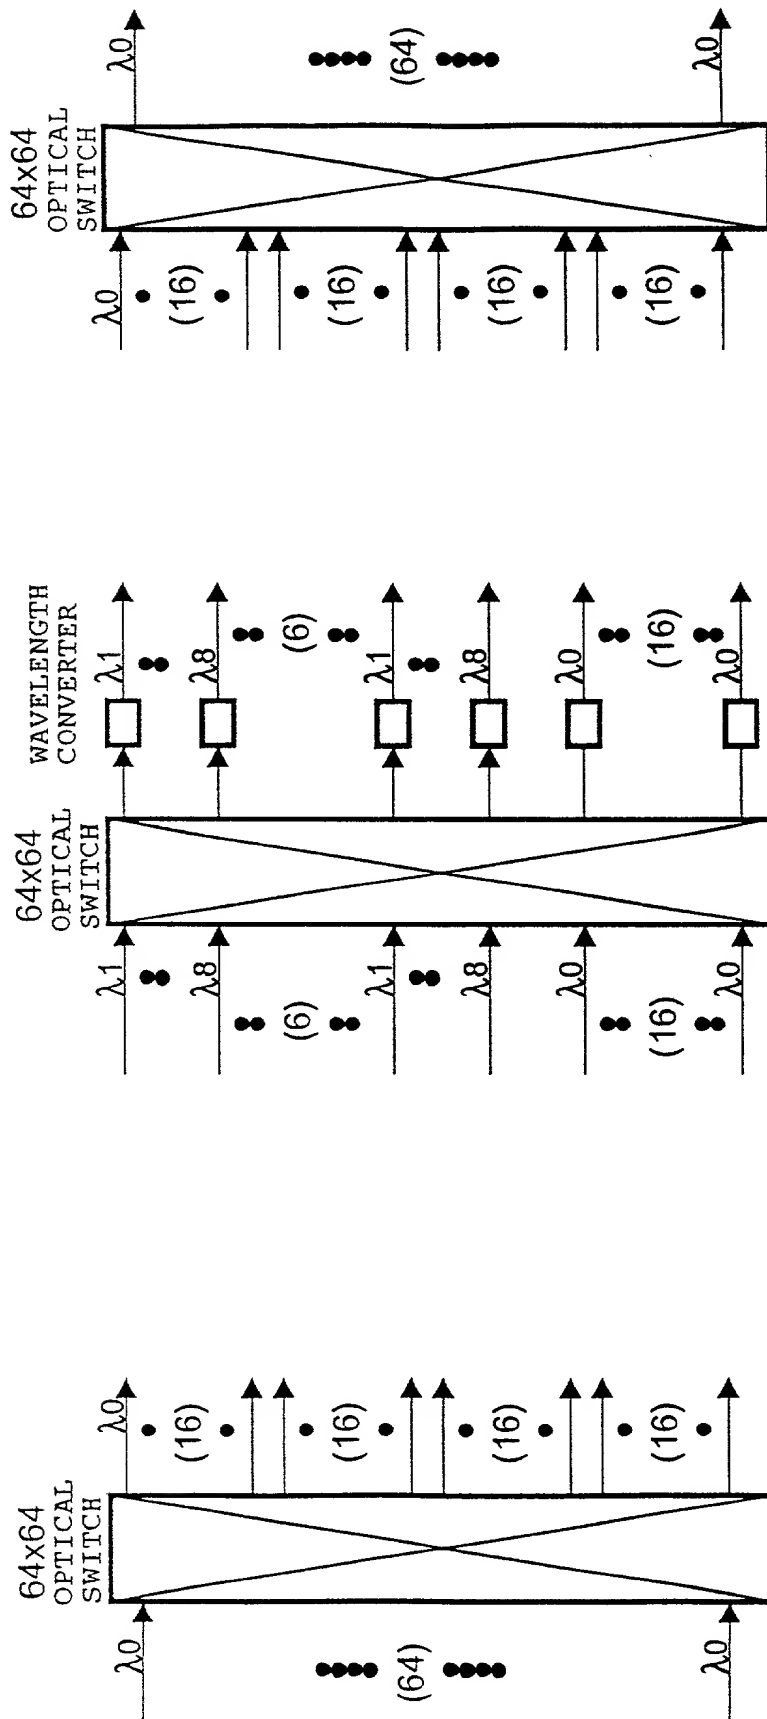 64x64
OPTICAL
SWITCH
λ0
(64)
λ0
λ0
(16)
(16)
(16)
(16)
64x64
OPTICAL
SWITCH
WAVELENGTH
CONVERTER
λ1
λ8
(6)
λ1
λ8
λ0
(16)
λ0
λ1
λ8
(6)
λ1
λ8
λ0
(16)
λ0
64x64
OPTICAL
SWITCH
λ0
(16)
(16)
(16)
(16)
λ0
(64)
λ0